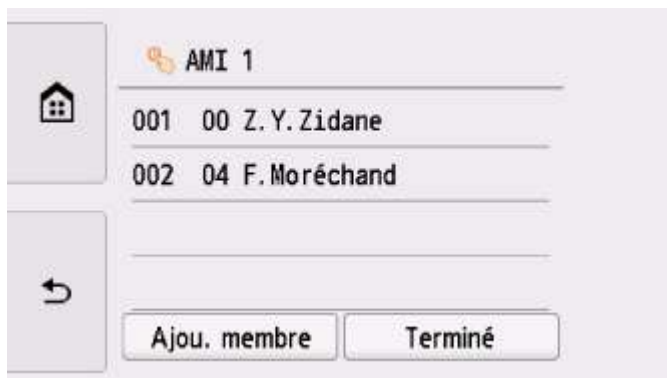 AMI 1
001 00 Z.Y.Zidane
002 04 F.Moréchand
Ajou. membre Terminé